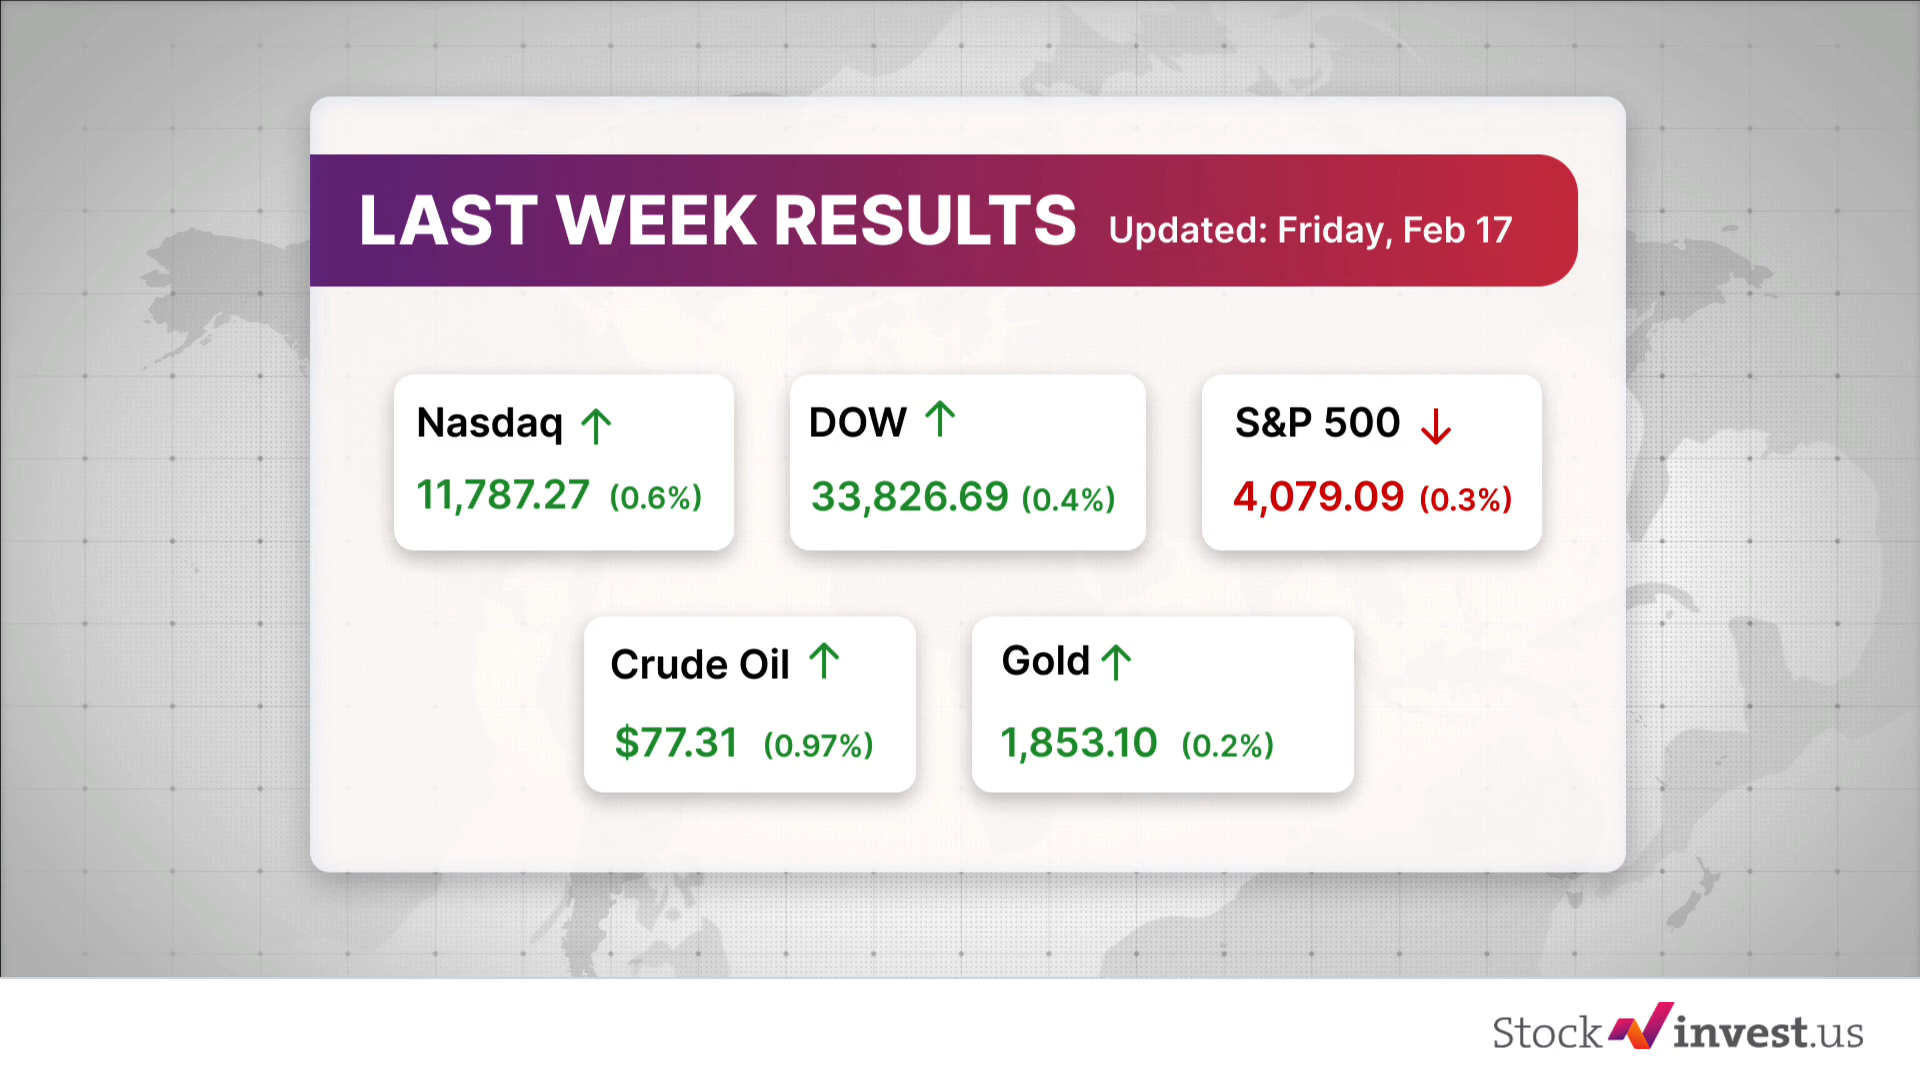 LAST WEEK RESULTS Updated: Friday, Feb 17
Nasdaq ↑
11,787.27 (0.6%)
DOW ↑
33,826.69 (0.4%)
S&P 500 ↓
4,079.09 (0.3%)
Crude Oil ↑
$77.31 (0.97%)
Gold ↑
1,853.10 (0.2%)
Stock invest.us